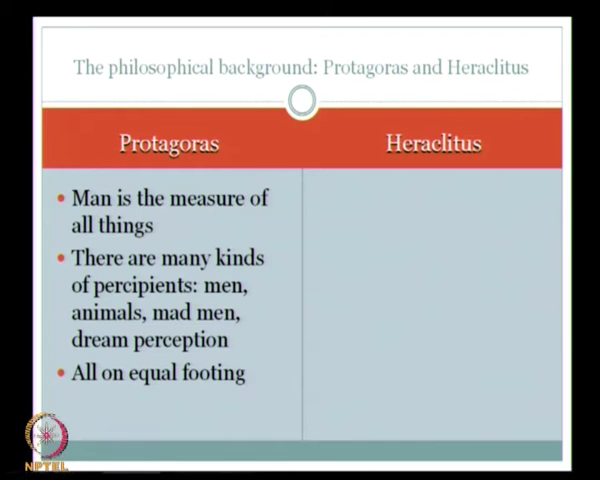 The philosophical background: Protagoras and Heraclitus
Protagoras
Heraclitus
• Man is the measure of
all things
• There are many kinds
of percipients: men,
animals, mad men,
dream perception
• All on equal footing
NPTEL